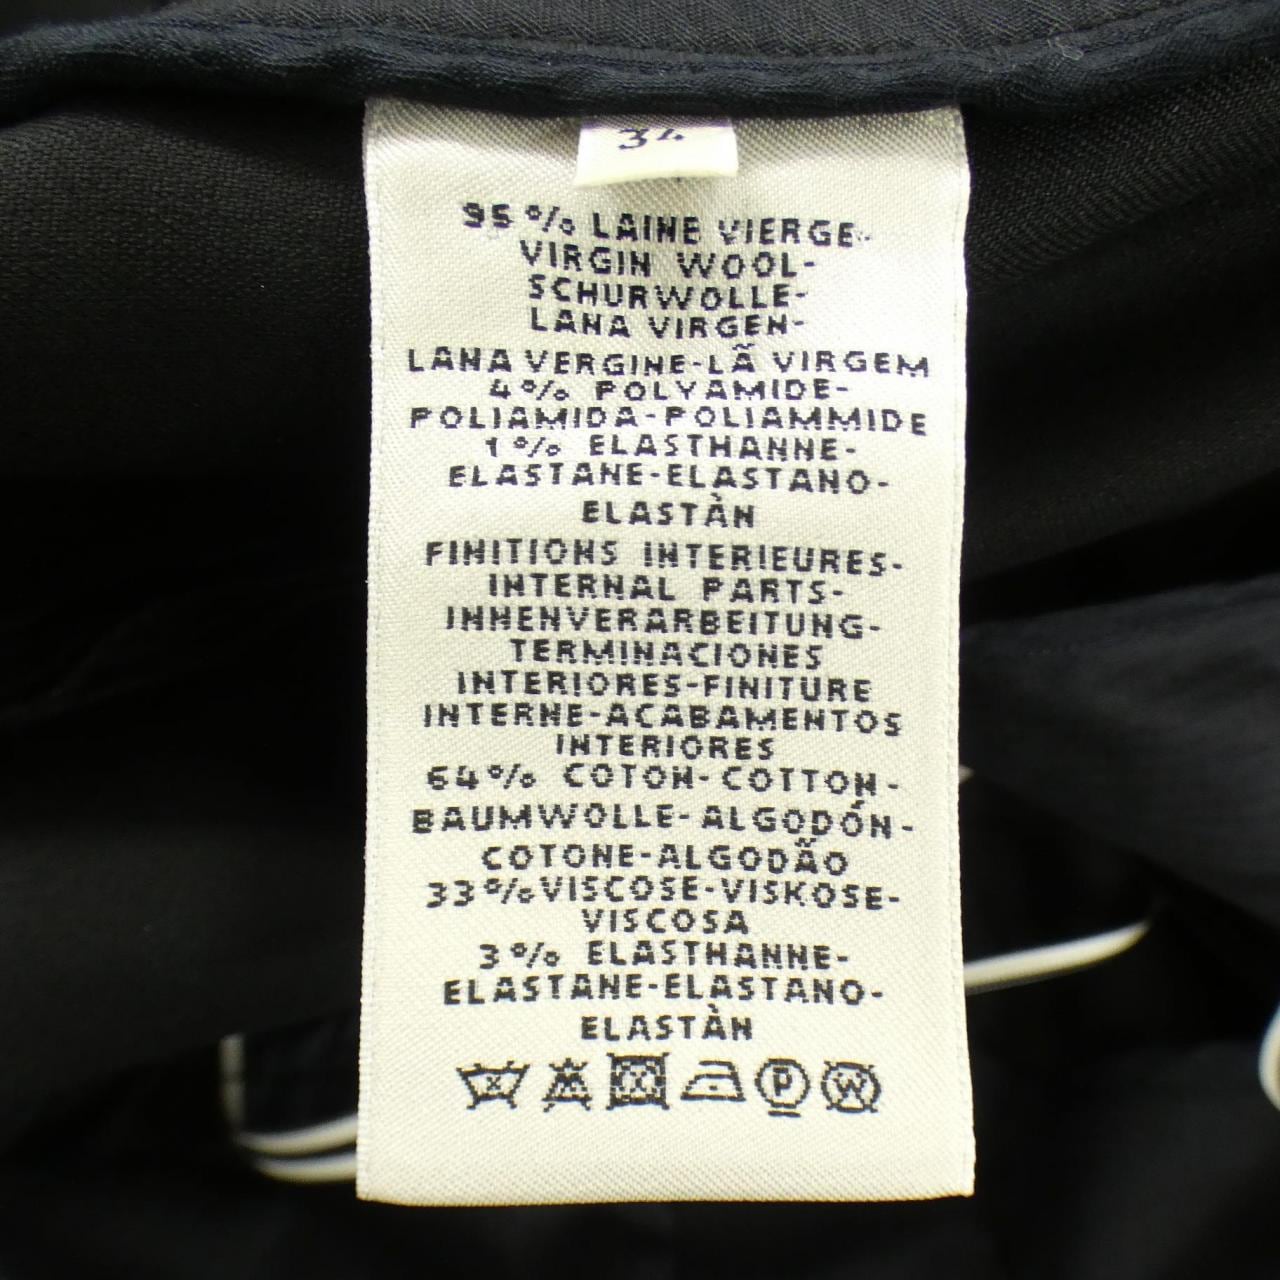 34
95% LAINE VIERGE-
VIRGIN WOOL-
SCHURWOLLE-
LANA VIRGEN-
LANA VERGINE-LÃ VIRGEM
4% POLYAMIDE-
POLIAMIDA-POLIAMMIDE
1% ELASTHANNE-
ELASTANE-ELASTANO-
ELASTÀN
FINITIONS INTERIEURES-
INTERNAL PARTS-
INNENVERARBEITUNG-
TERMINACIONES
INTERIORES-FINITURE
INTERNE-ACABAMENTOS
INTERIORES
64% COTON-COTTON-
BAUMWOLLE-ALGODÓN-
COTONE-ALGODÃO
33% VISCOSE-VISKOSE-
VISCOSA
3% ELASTHANNE-
ELASTANE-ELASTANO-
ELASTÀN
P W